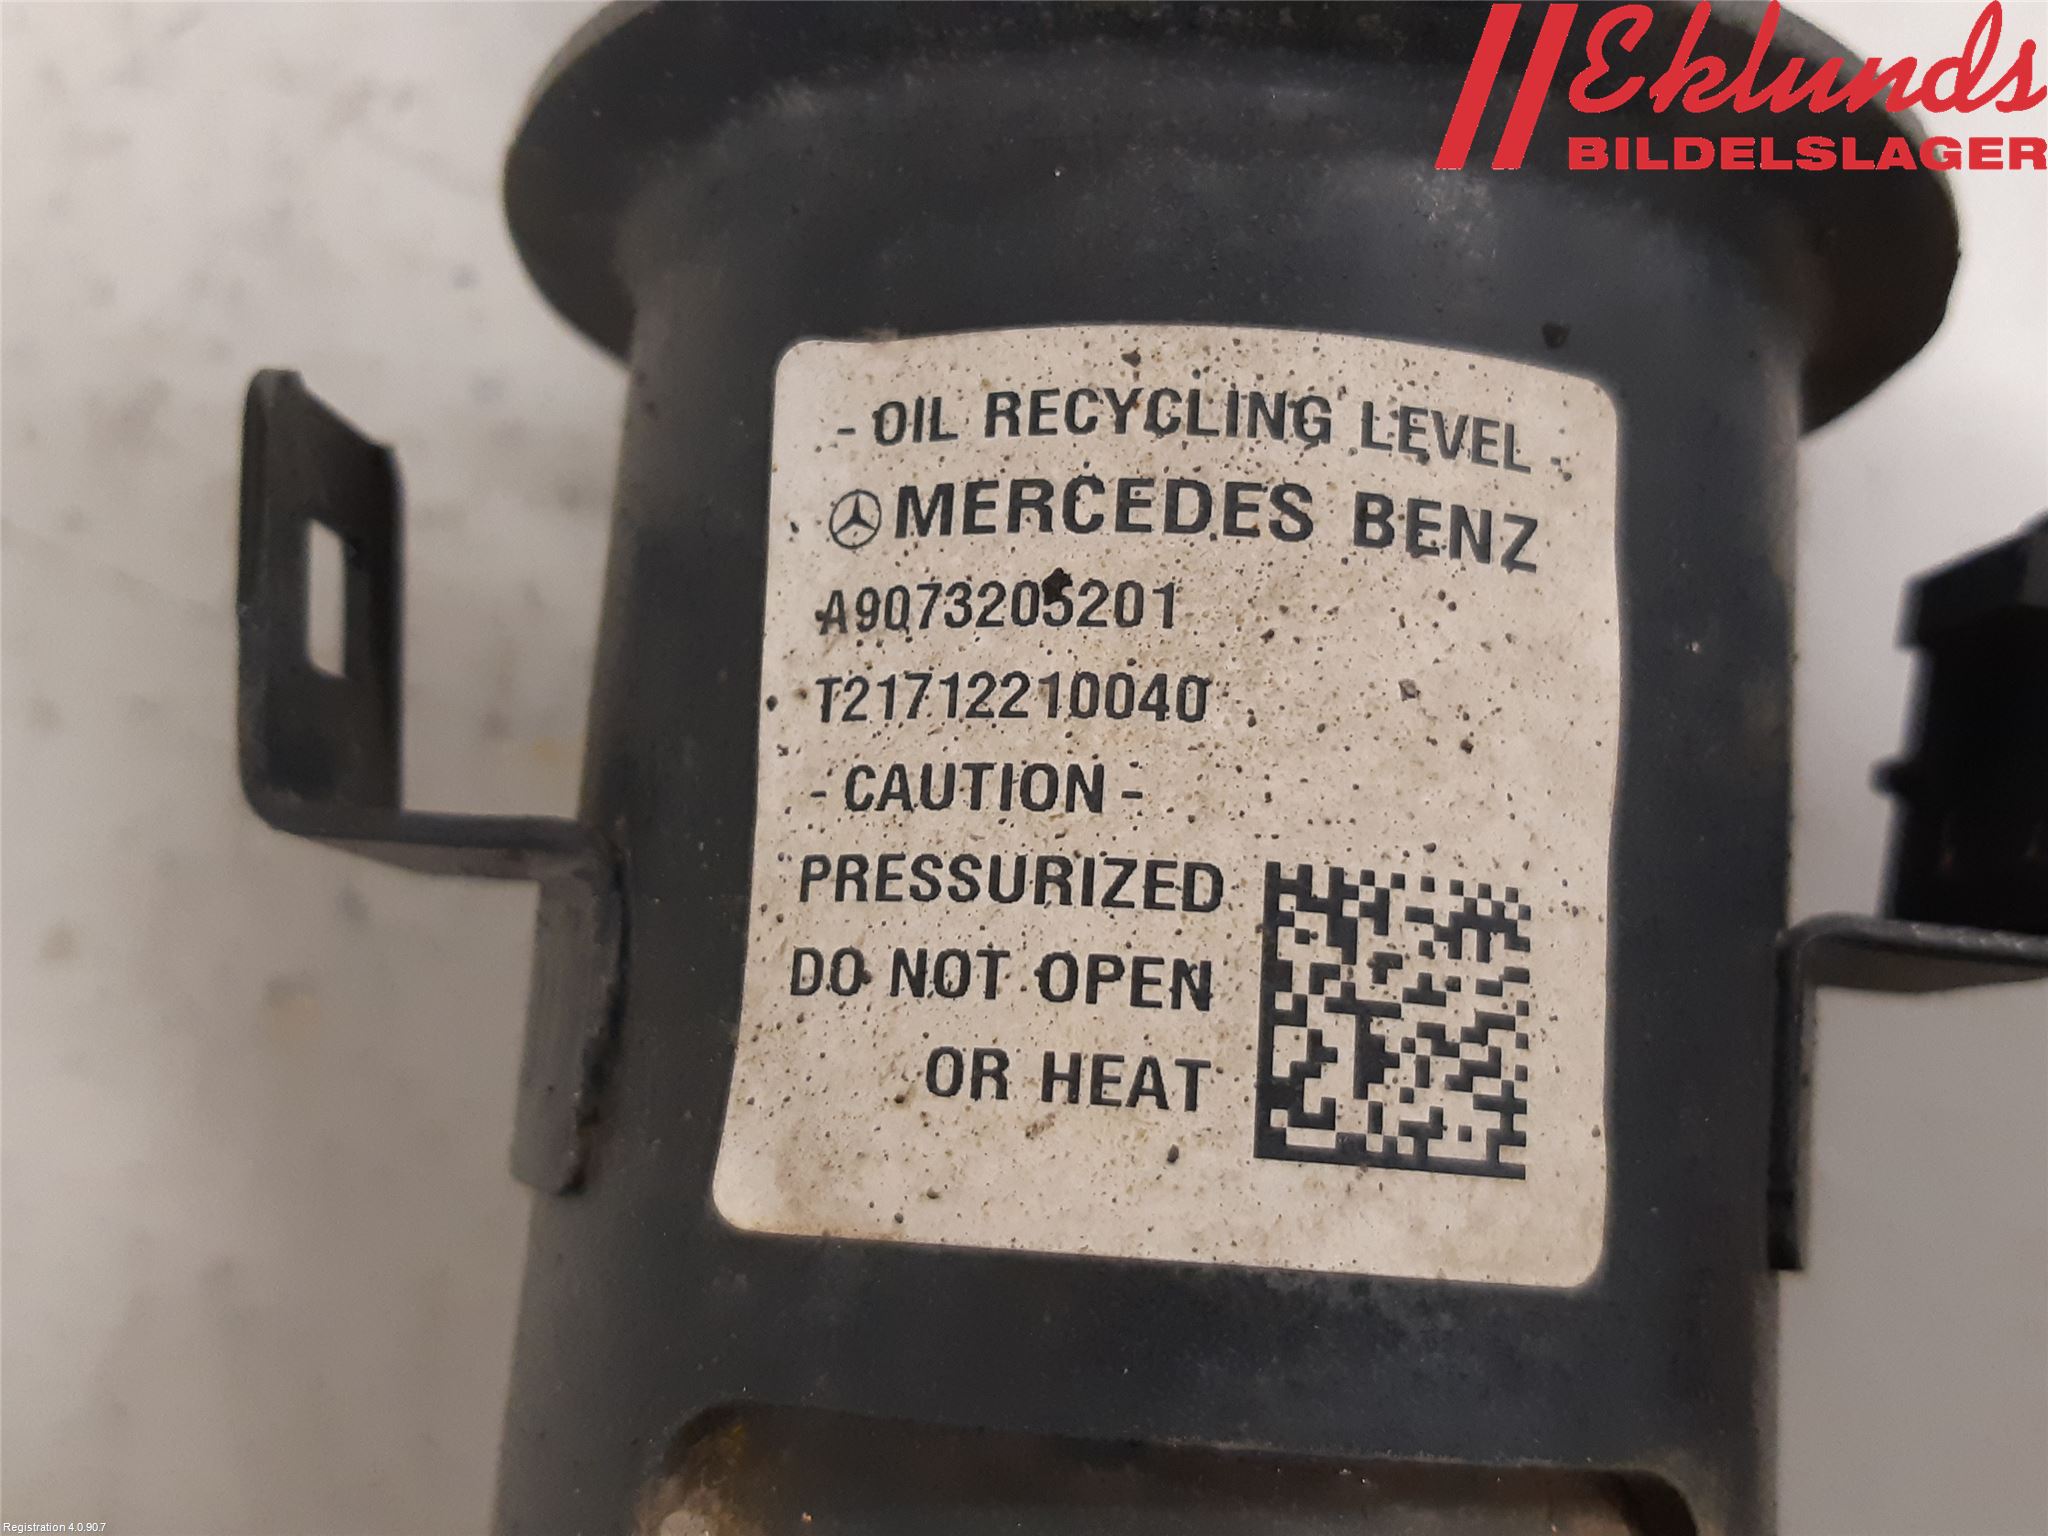 Eklunds
BILDELSLAGER
- OIL RECYCLING LEVEL -
MERCEDES BENZ
A9073205201
T21712210040
- CAUTION -
PRESSURIZED
DO NOT OPEN
OR HEAT
Registration 4.0.90.7